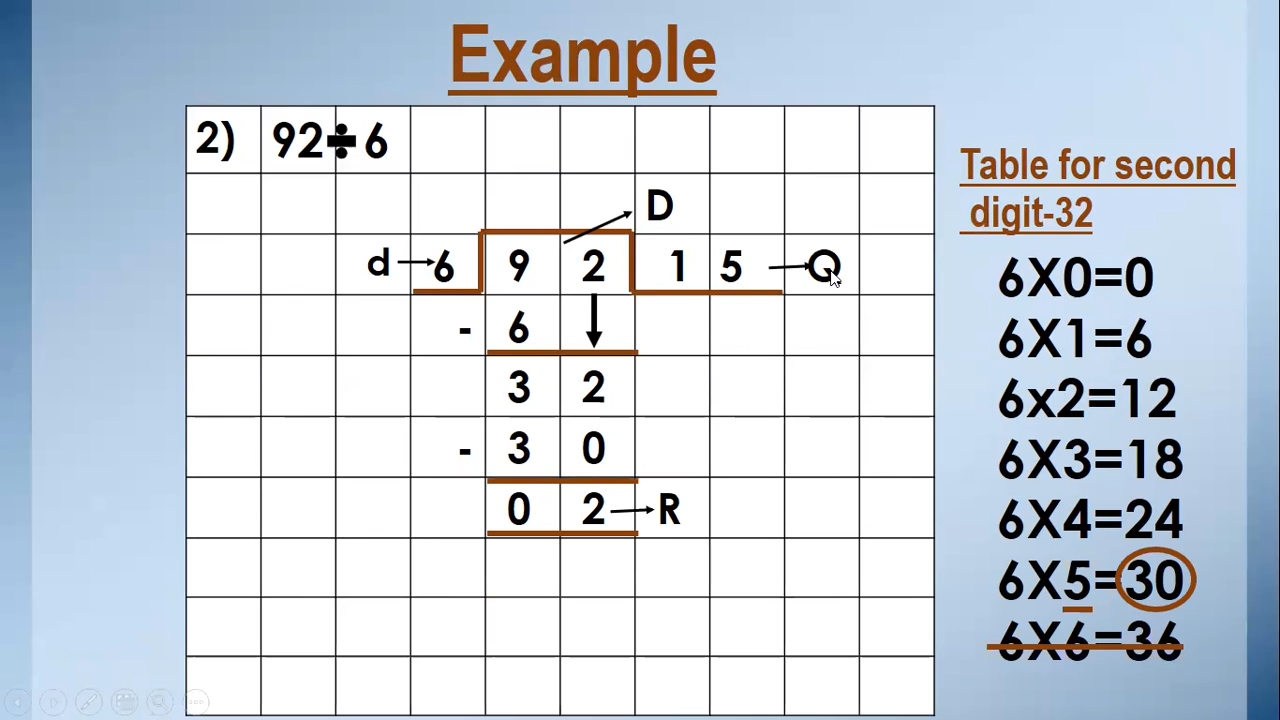 Example
2) 92÷6
D
d 6 9 2 1 5 Q
- 6
3 2
- 3 0
0 2 R
Table for second
digit-32
6X0=0
6X1=6
6x2=12
6X3=18
6X4=24
6X5=30
6X6=36